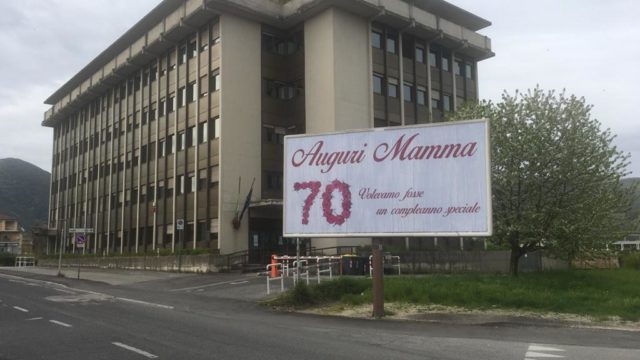 Auguri Mamma
70
Volevamo fosse
un compleanno speciale